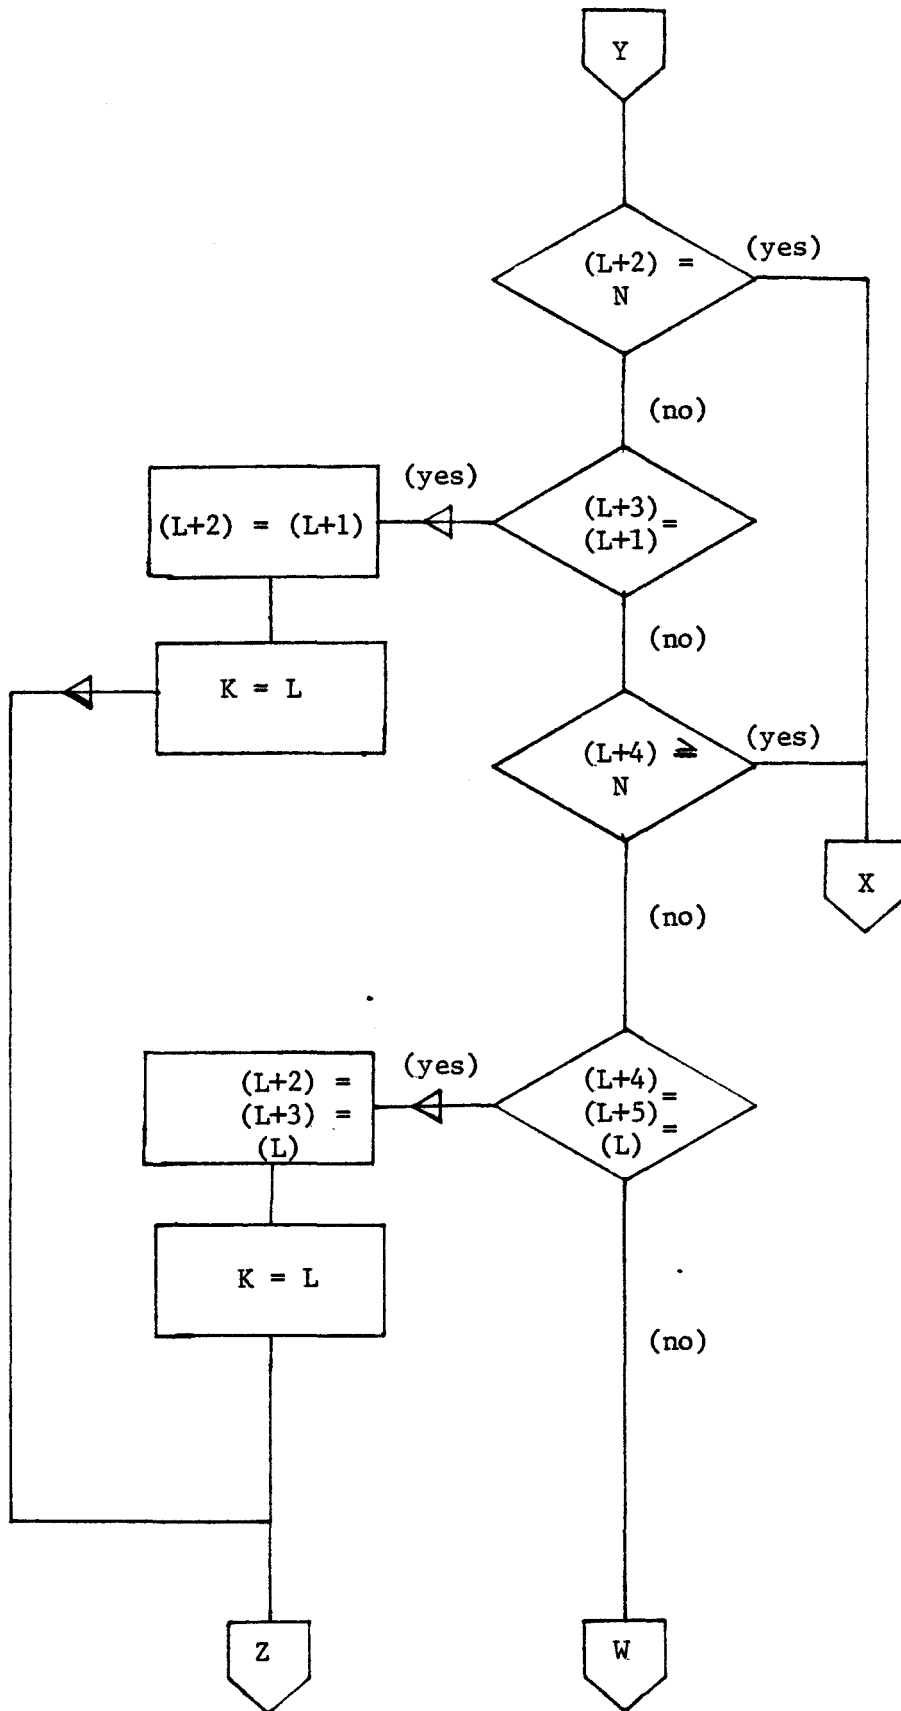 Y
(L+2) =
N
(yes)
(no)
(L+3)
(L+1) =
(yes)
(L+2) = (L+1)
(no)
K = L
(L+4) ≥
N
(yes)
X
(no)
(L+4) =
(L+5) =
(L)
(yes)
(L+2) =
(L+3) =
(L)
K = L
(no)
Z
W